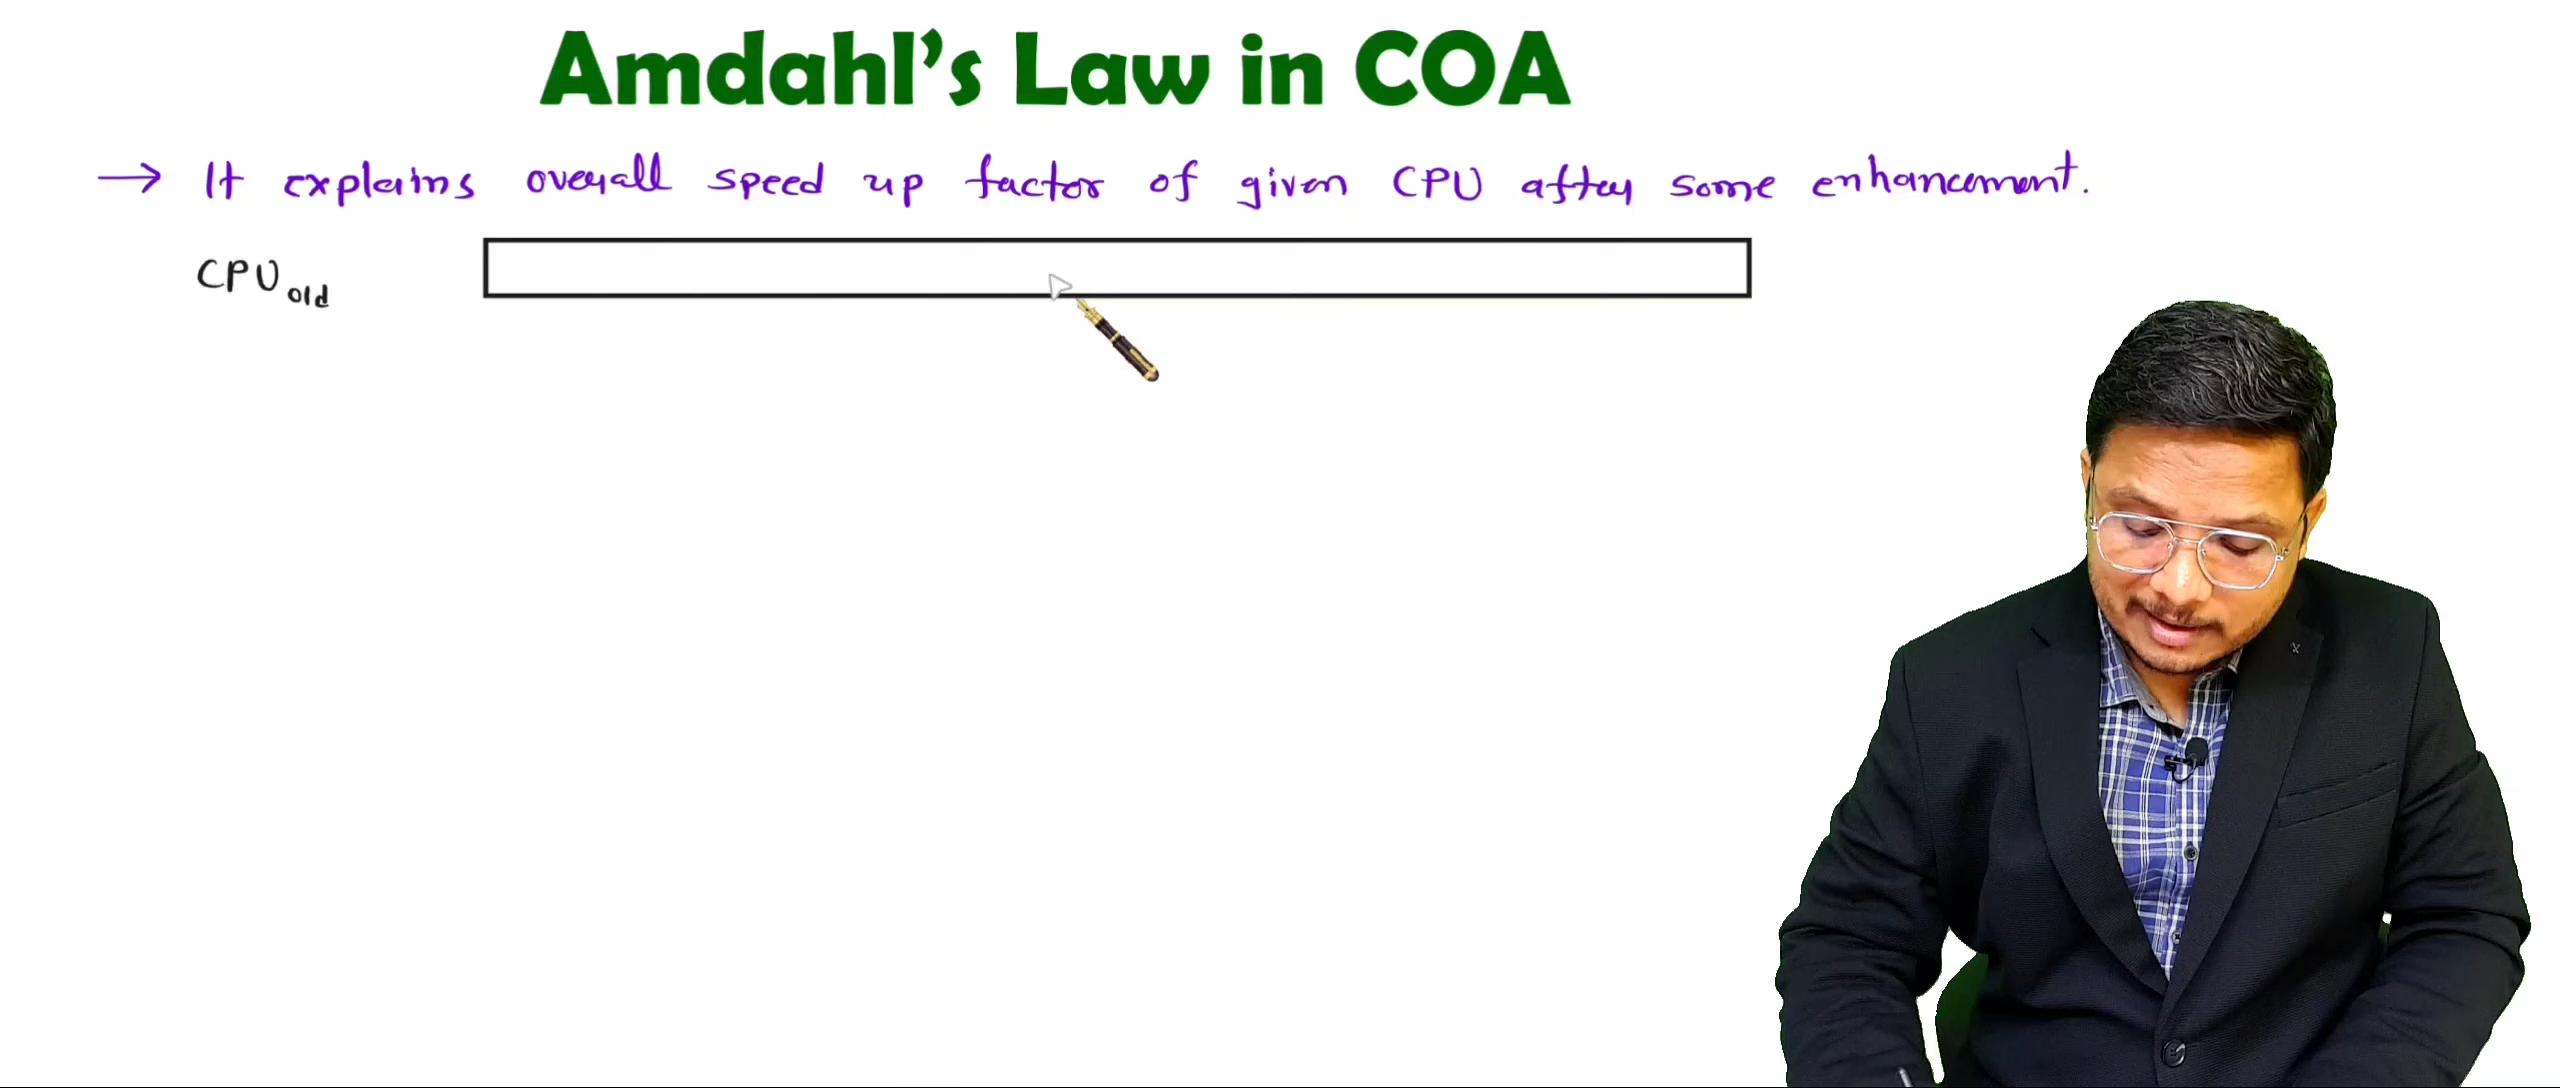 Amdahl's Law in COA
→ It explains overall speed up factor of given CPU after some enhancement.
CPU old